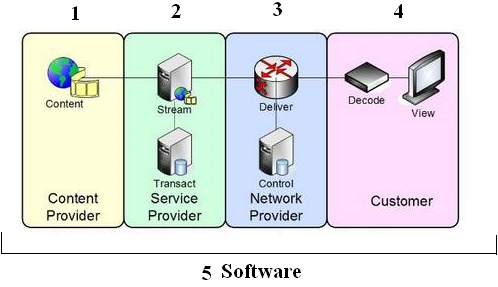 1
2
3
4
Content
Stream
Deliver
Decode
View
Transact
Control
Content
Provider
Service
Provider
Network
Provider
Customer
5 Software